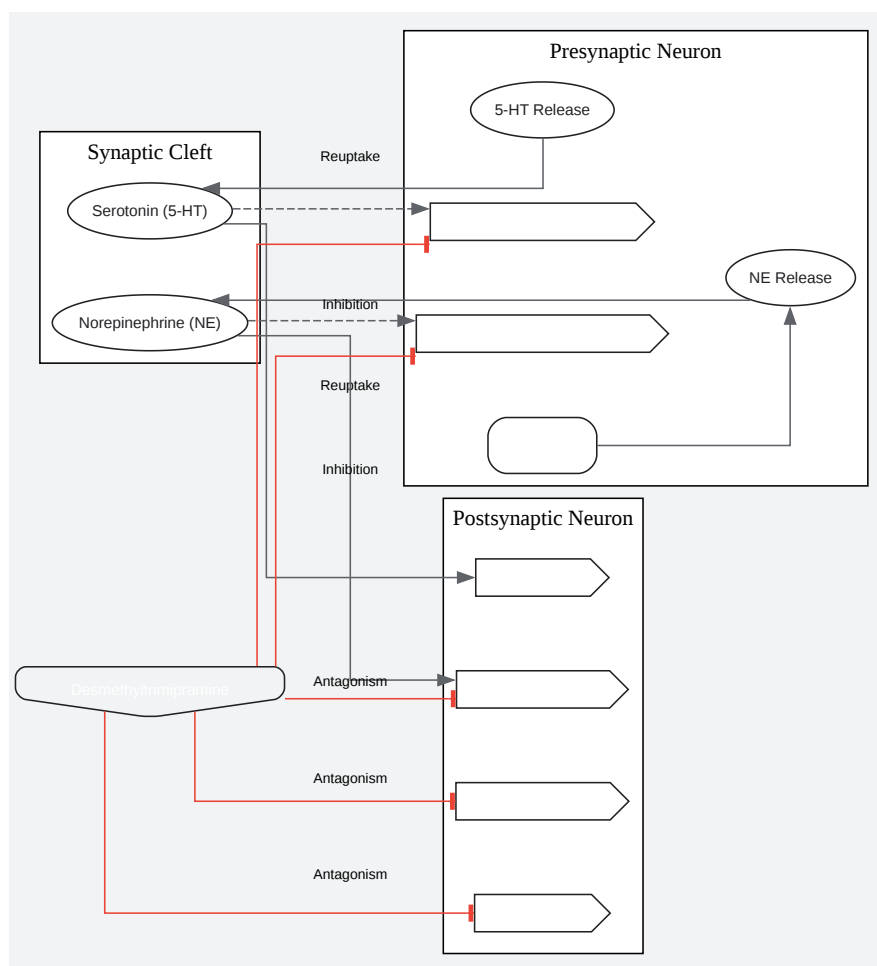 Presynaptic Neuron
5-HT Release
Synaptic Cleft
Reuptake
Serotonin (5-HT)
NE Release
Inhibition
Norepinephrine (NE)
Reuptake
Inhibition
Postsynaptic Neuron
Antagonism
Desmethyltrimipramine
Antagonism
Antagonism